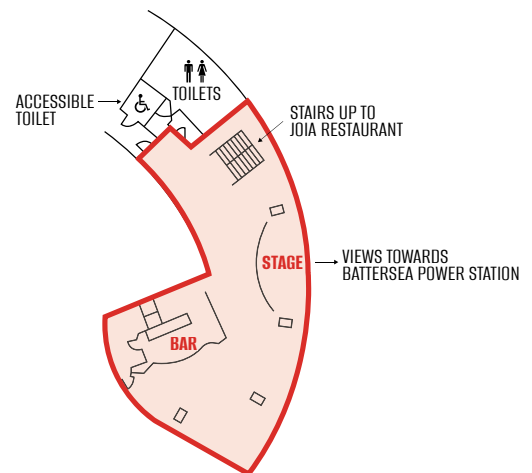 TOILETS
ACCESSIBLE
TOILET
STAIRS UP TO
JOIA RESTAURANT
STAGE
VIEWS TOWARDS
BATTERSEA POWER STATION
BAR